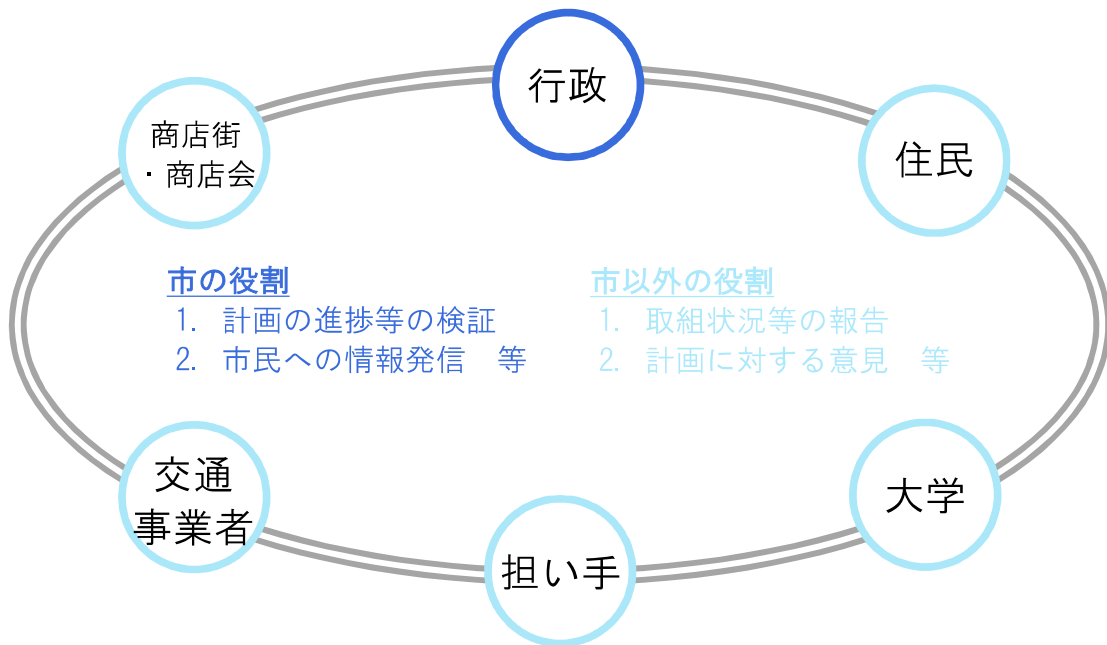 行政
商店街
・商店会
住民
市の役割
1. 計画の進捗等の検証
2. 市民への情報発信　等
市以外の役割
1. 取組状況等の報告
2. 計画に対する意見　等
交通
事業者
担い手
大学